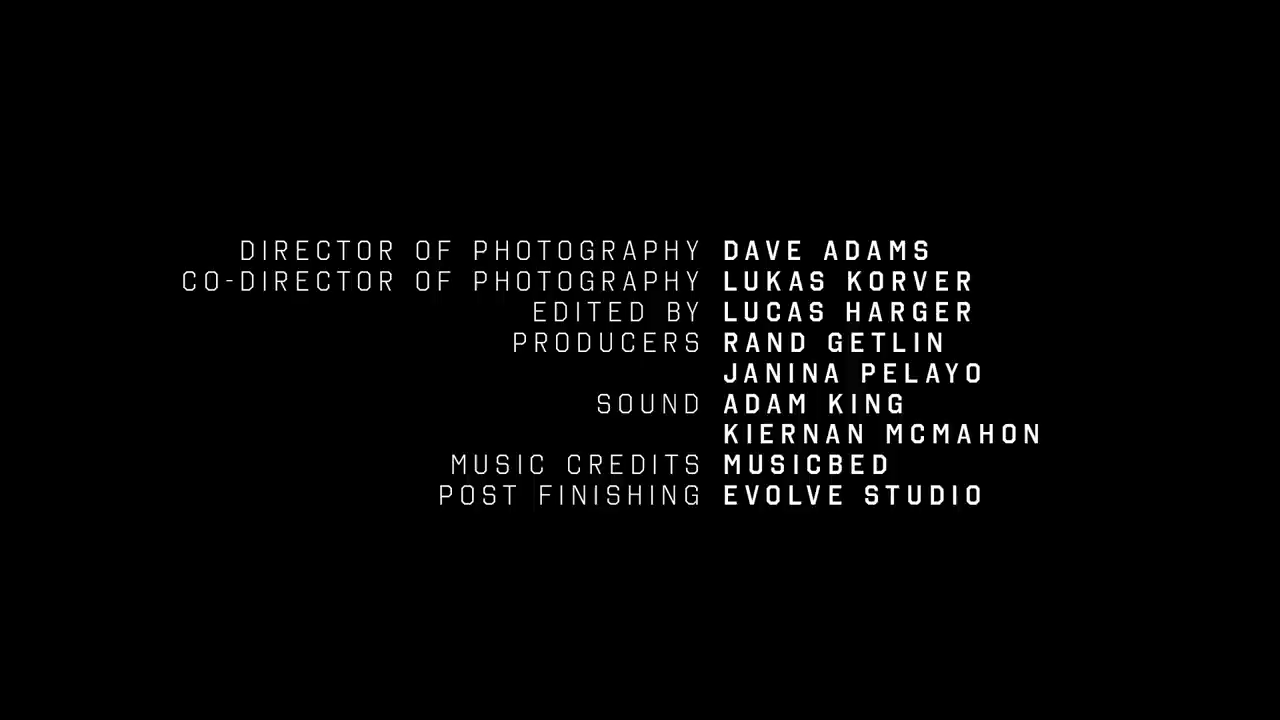 DIRECTOR OF PHOTOGRAPHY DAVE ADAMS
CO-DIRECTOR OF PHOTOGRAPHY LUKAS KORVER
EDITED BY LUCAS HARGER
PRODUCERS RAND GETLIN
JANINA PELAYO
SOUND ADAM KING
KIERNAN MCMAHON
MUSIC CREDITS MUSICBED
POST FINISHING EVOLVE STUDIO